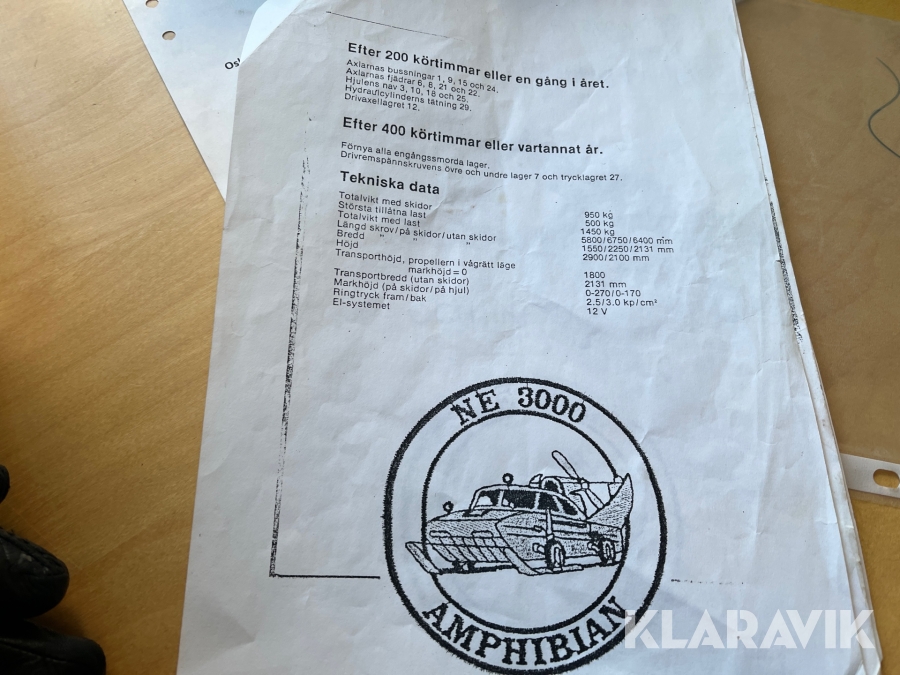 Os
Efter 200 körtimmar eller en gång i året.
Axlarnas bussningar 1, 9, 15 och 24.
Axlarnas fjädrar 6, 8, 21 och 22.
Hjulens nav 3, 10, 18 och 25.
Hydraulcylinderns tätning 29.
Drivaxellagret 12.
Efter 400 körtimmar eller vartannat år.
Förnya alla engångssmorda lager.
Drivremspännskruvens övre och undre lager 7 och trycklagret 27.
Tekniska data
Totalvikt med skidor 950 kg
Största tillåtna last 500 kg
Totalvikt med last 1450 kg
Längd skrov/på skidor/utan skidor 5800/6750/6400 mm
Bredd " " " 1550/2250/2131 mm
Höjd 2900/2100 mm
Transporthöjd, propellern i vågrätt läge
markhöjd=0 1800
Transportbredd (utan skidor) 2131 mm
Markhöjd (på skidor/på hjul) 0-270/0-170
Ringtryck fram/bak 2.5/3.0 kp/cm²
El-systemet 12 V
NE 3000
AMPHIBIAN
KLARAVIK